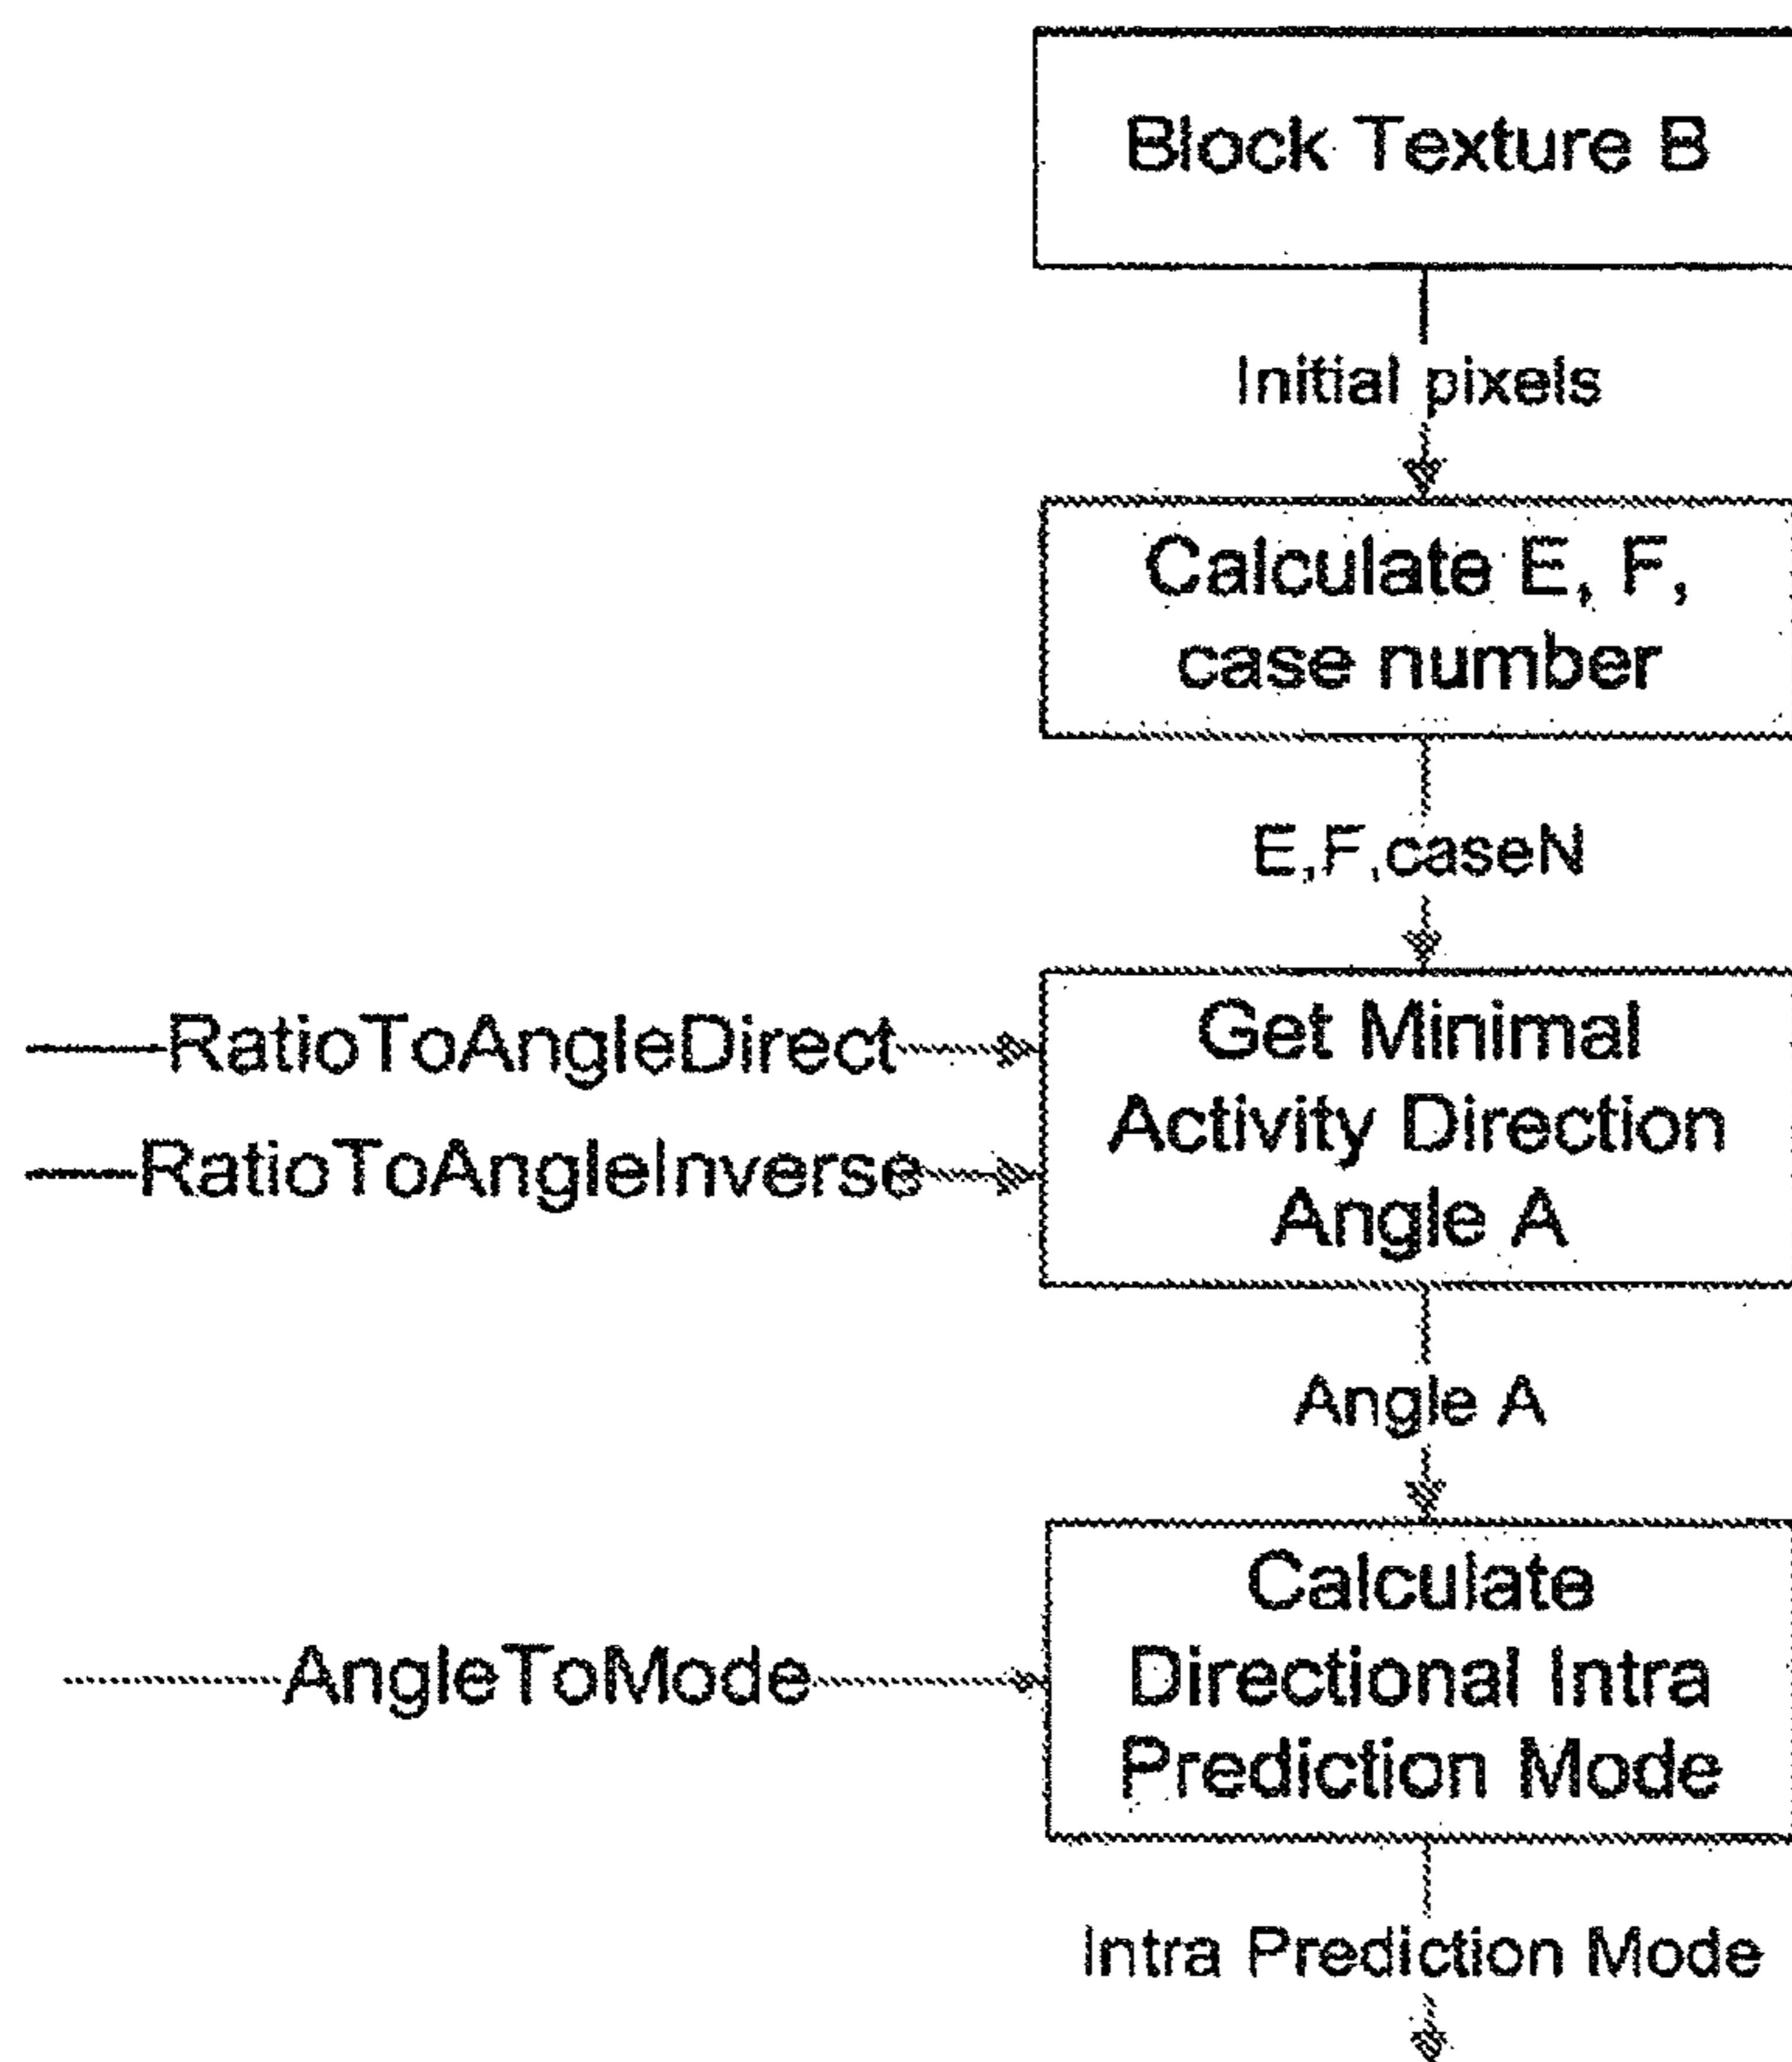 Block Texture B
Initial pixels
Calculate E, F,
case number
E,F,caseN
RatioToAngleDirect
RatioToAngleInverse
Get Minimal
Activity Direction
Angle A
Angle A
AngleToMode
Calculate
Directional Intra
Prediction Mode
Intra Prediction Mode